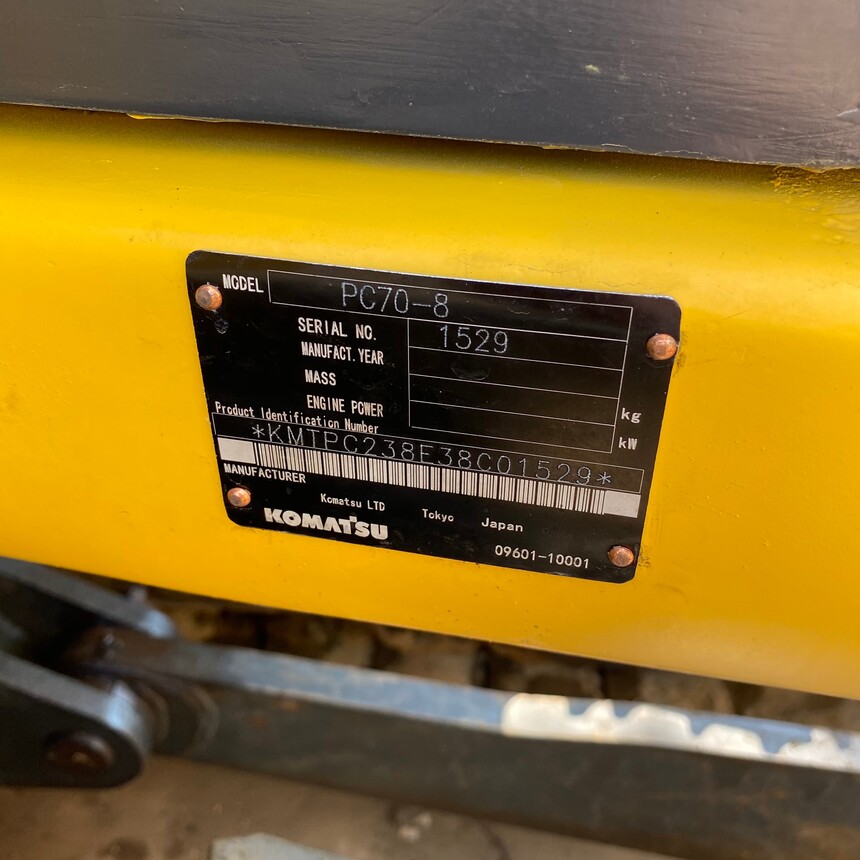 MODEL PC70-8
SERIAL NO. 1529
MANUFACT. YEAR
MASS kg
ENGINE POWER kW
Product Identification Number
*KMTPC238E38C01529*
MANUFACTURER
Komatsu LTD Tokyo Japan
KOMATSU
09601-10001